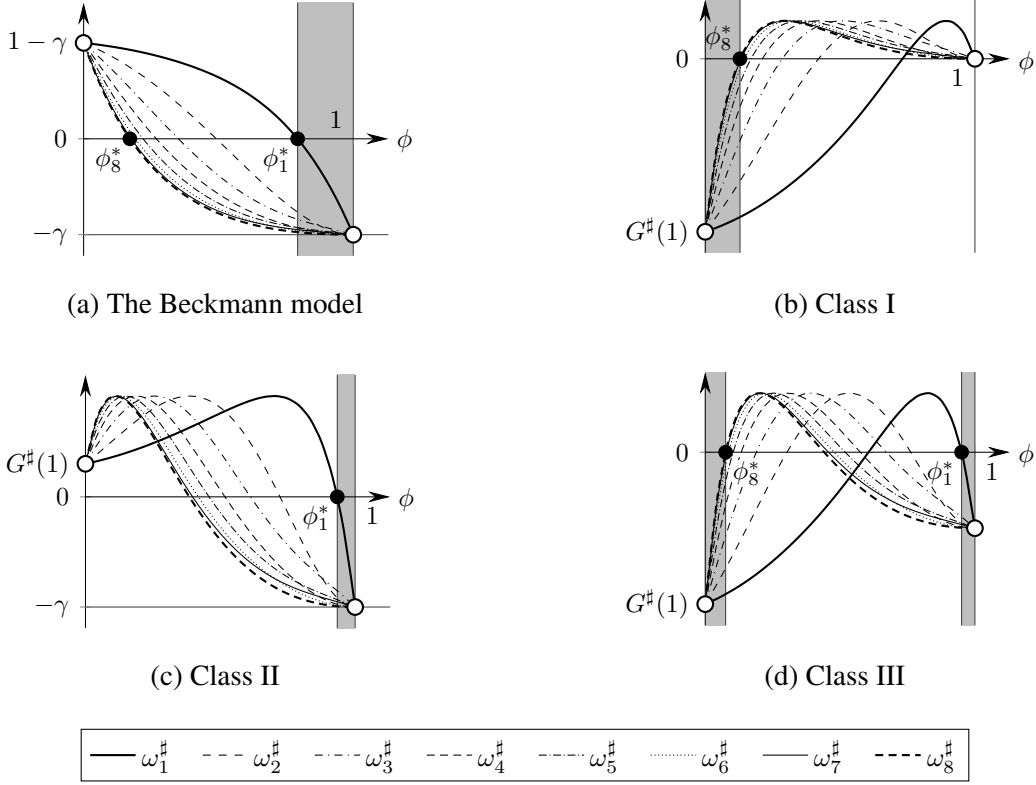 1 − γ
0
−γ
ϕ*₈
ϕ*₁
1
ϕ
(a) The Beckmann model
ϕ*₈
0
ϕ
1
G♯(1)
(b) Class I
G♯(1)
0
ϕ*₁
1
ϕ
−γ
(c) Class II
0
ϕ*₈
ϕ*₁
1
ϕ
G♯(1)
(d) Class III
ω♯₁ ω♯₂ ω♯₃ ω♯₄ ω♯₅ ω♯₆ ω♯₇ ω♯₈